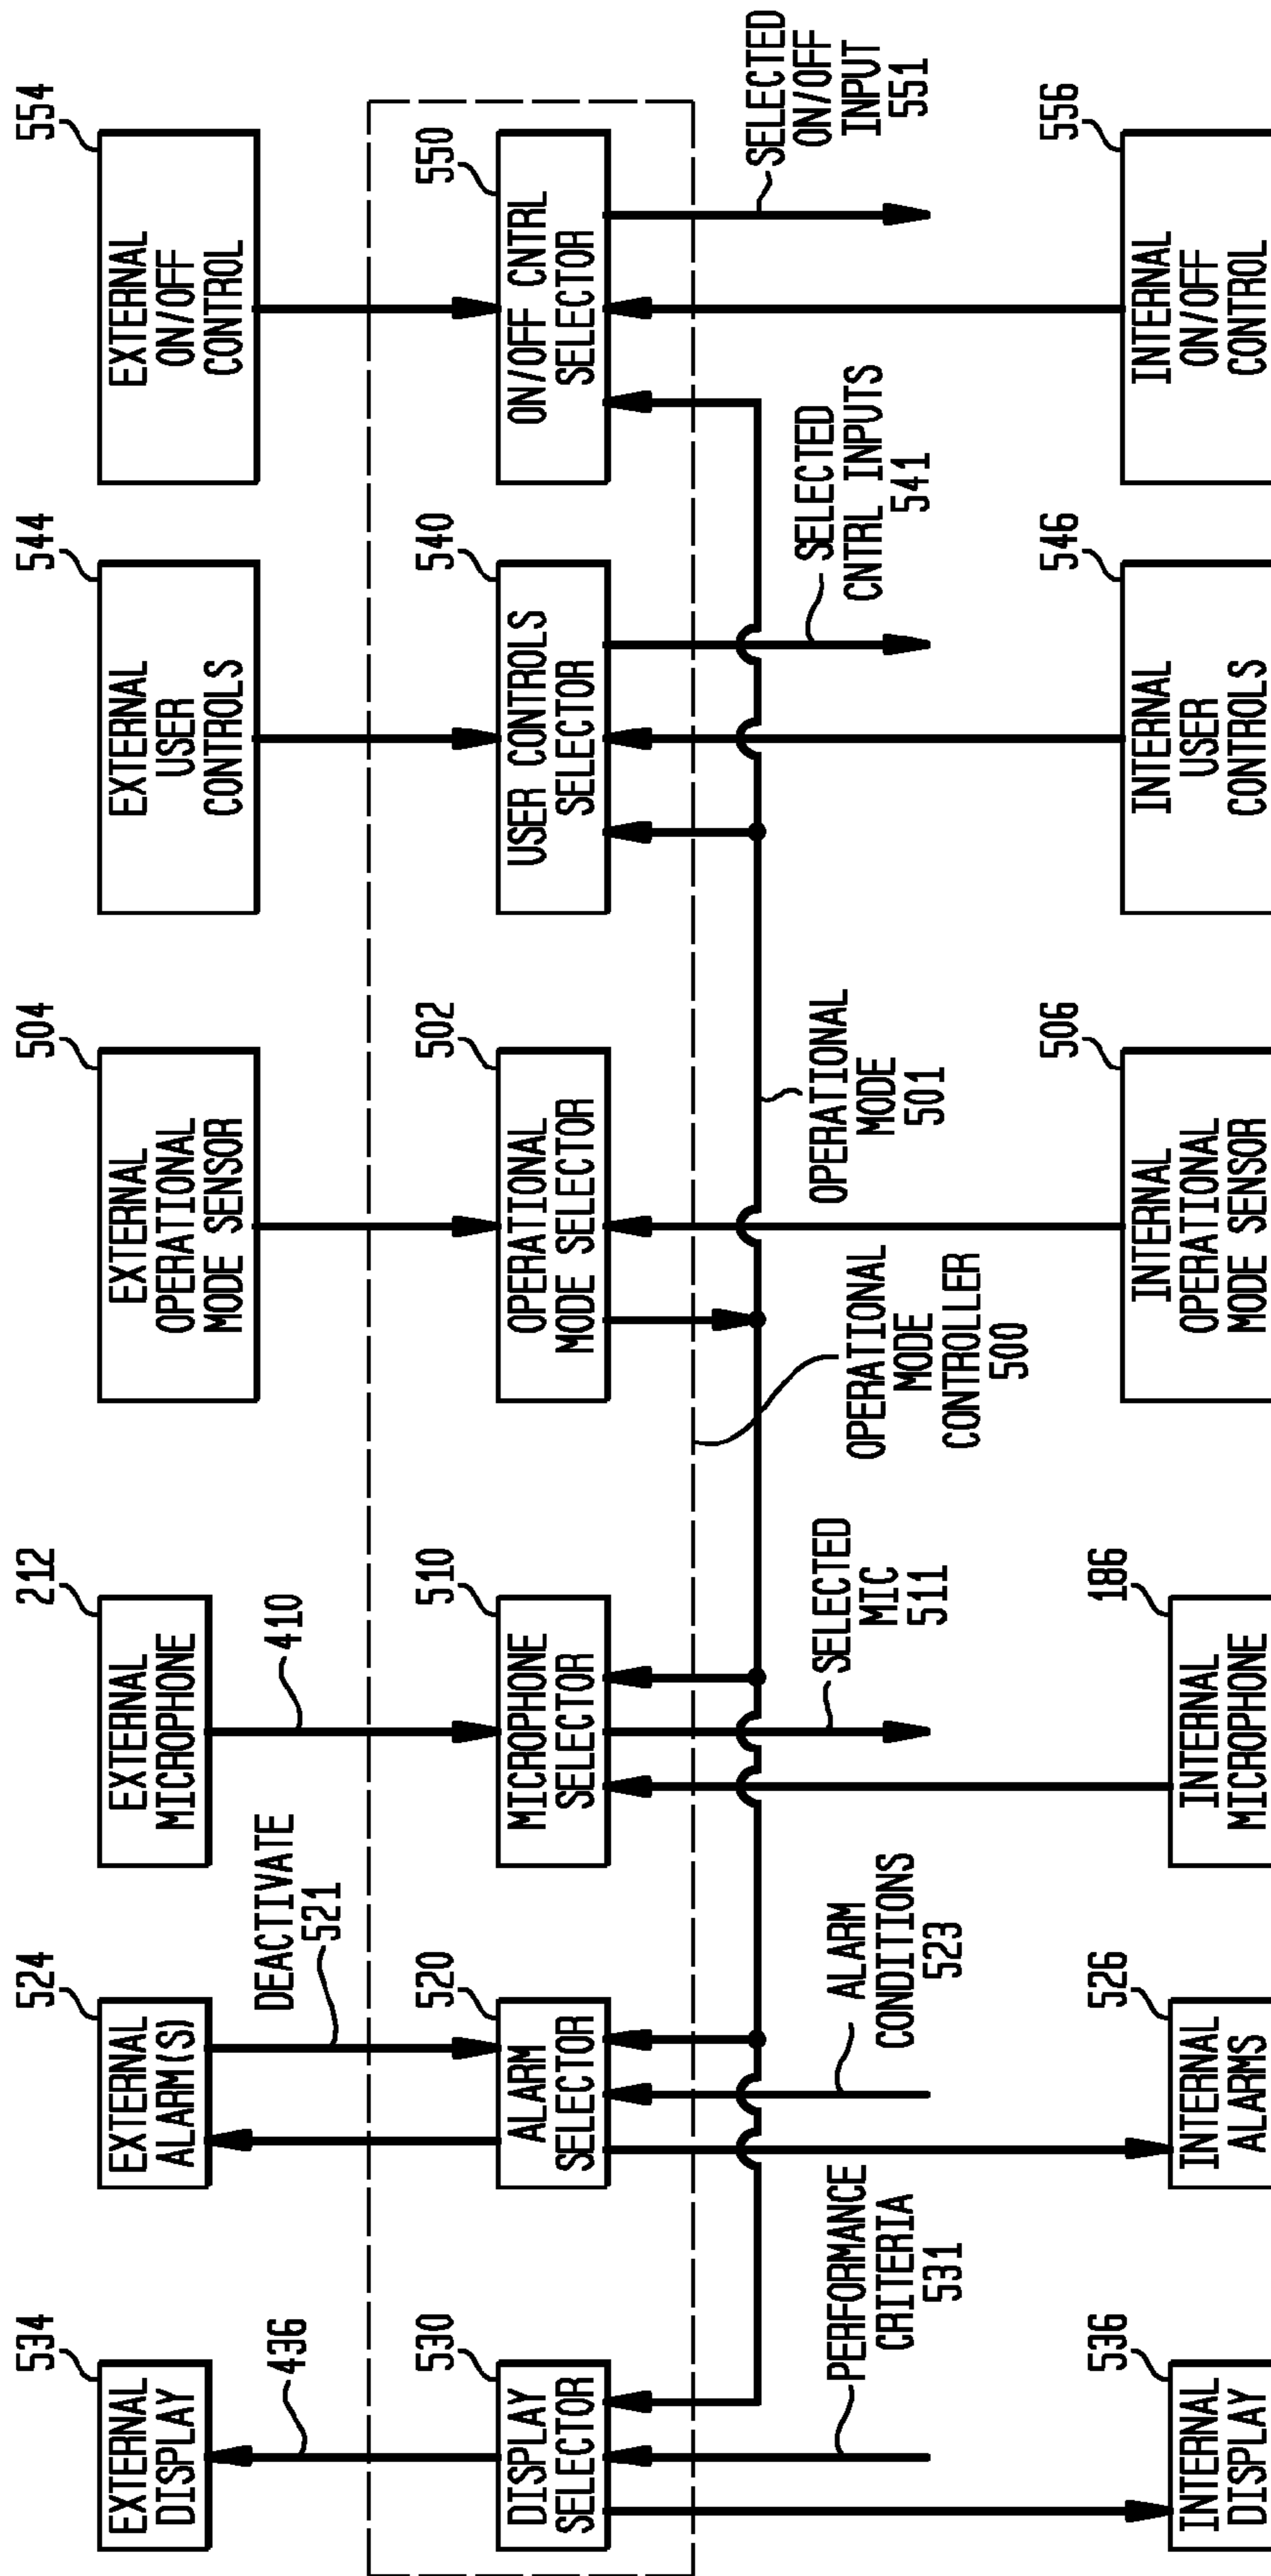 534
EXTERNAL
DISPLAY
436
530
DISPLAY
SELECTOR
PERFORMANCE
CRITERIA
531
536
INTERNAL
DISPLAY
524
EXTERNAL
ALARM(S)
DEACTIVATE
521
520
ALARM
SELECTOR
ALARM
CONDITIONS
523
526
INTERNAL
ALARMS
212
EXTERNAL
MICROPHONE
410
510
MICROPHONE
SELECTOR
SELECTED
MIC
511
186
INTERNAL
MICROPHONE
504
EXTERNAL
OPERATIONAL
MODE SENSOR
502
OPERATIONAL
MODE SELECTOR
OPERATIONAL
MODE
CONTROLLER
500
OPERATIONAL
MODE
501
506
INTERNAL
OPERATIONAL
MODE SENSOR
544
EXTERNAL
USER
CONTROLS
540
USER CONTROLS
SELECTOR
SELECTED
CNTRL INPUTS
541
546
INTERNAL
USER
CONTROLS
554
EXTERNAL
ON/OFF
CONTROL
550
ON/OFF CNTRL
SELECTOR
SELECTED
ON/OFF
INPUT
551
556
INTERNAL
ON/OFF
CONTROL